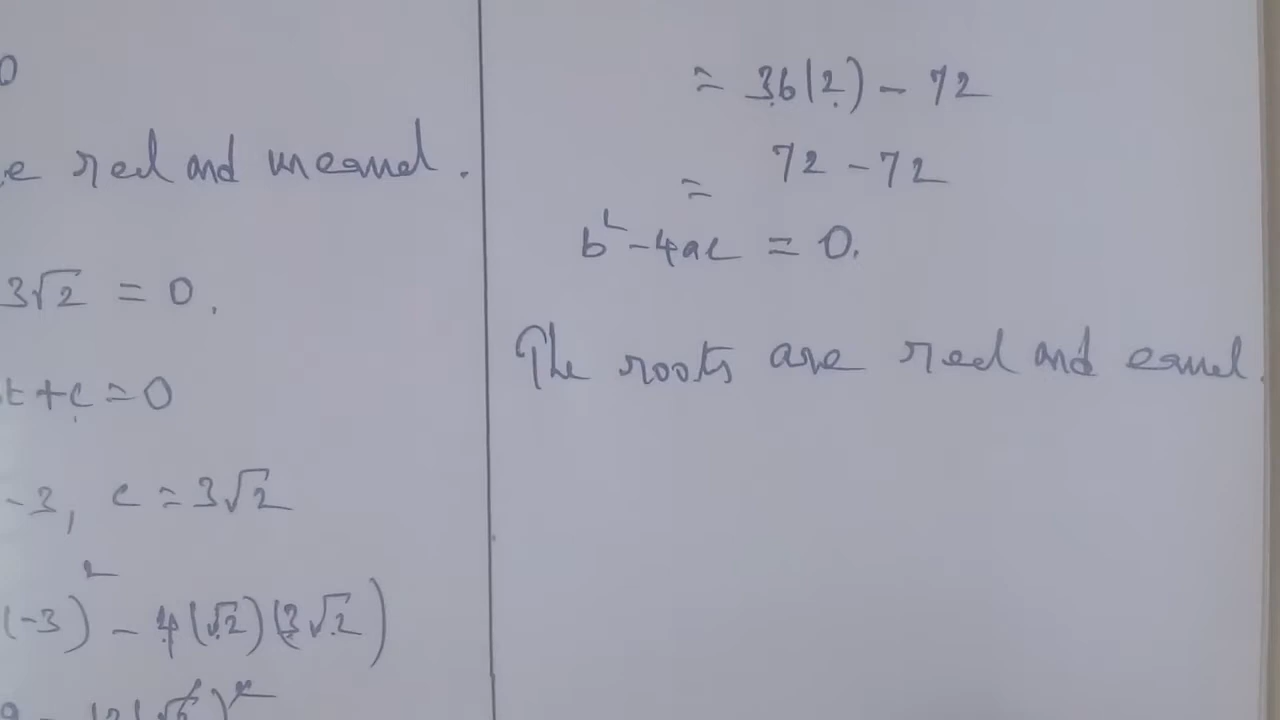 0
e real and unequal.
3√2 = 0.
t + c = 0
-3, c = 3√2
(-3)² - 4(√2)(3√2)
= 36(2) - 72
= 72 - 72
b² - 4ac = 0.
The roots are real and equal.